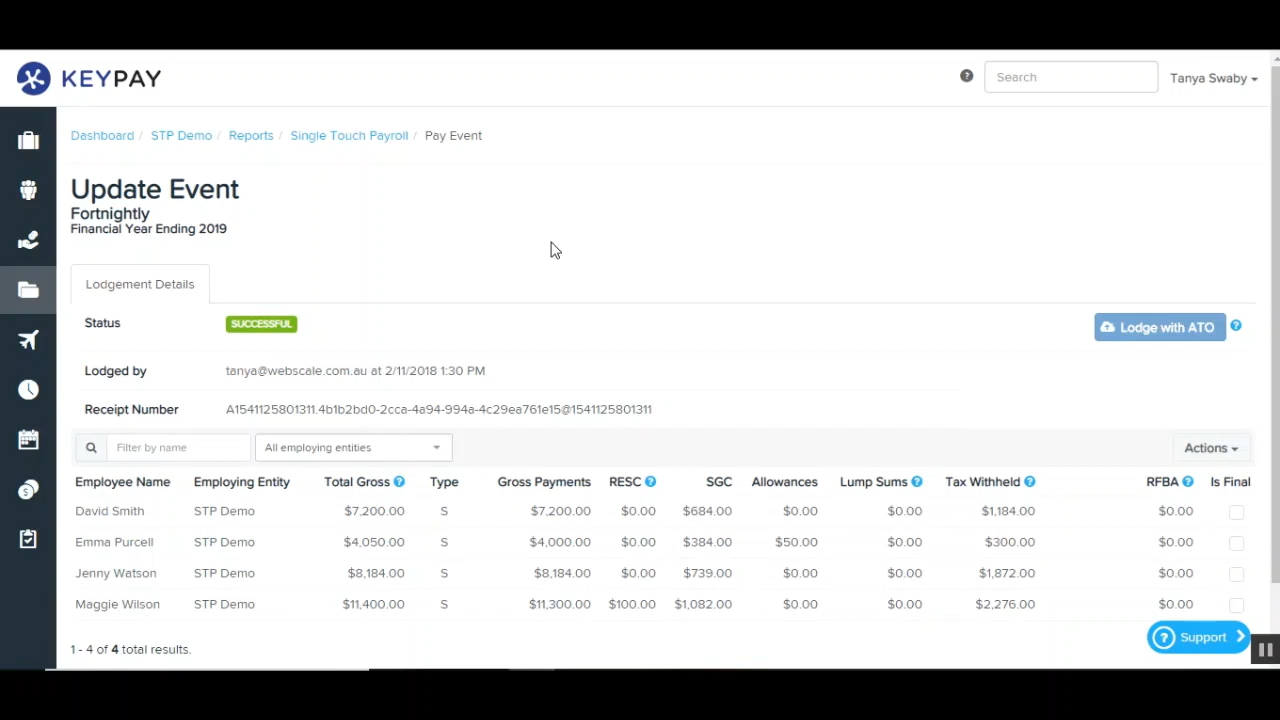 KEYPAY
Search
Tanya Swaby
Dashboard / STP Demo / Reports / Single Touch Payroll / Pay Event
Update Event
Fortnightly
Financial Year Ending 2019
Lodgement Details
Status SUCCESSFUL
Lodge with ATO ?
Lodged by tanya@webscale.com.au at 2/11/2018 1:30 PM
Receipt Number A1541125801311.4b1b2bd0-2cca-4a94-994a-4c29ea761e15@1541125801311
Filter by name All employing entities Actions
Employee Name Employing Entity Total Gross ? Type Gross Payments RESC ? SGC Allowances Lump Sums ? Tax Withheld ? RFBA ? Is Final
David Smith STP Demo $7,200.00 S $7,200.00 $0.00 $684.00 $0.00 $0.00 $1,184.00 $0.00
Emma Purcell STP Demo $4,050.00 S $4,000.00 $0.00 $384.00 $50.00 $0.00 $300.00 $0.00
Jenny Watson STP Demo $8,184.00 S $8,184.00 $0.00 $739.00 $0.00 $0.00 $1,872.00 $0.00
Maggie Wilson STP Demo $11,400.00 S $11,300.00 $100.00 $1,082.00 $0.00 $0.00 $2,276.00 $0.00
1 - 4 of 4 total results.
? Support